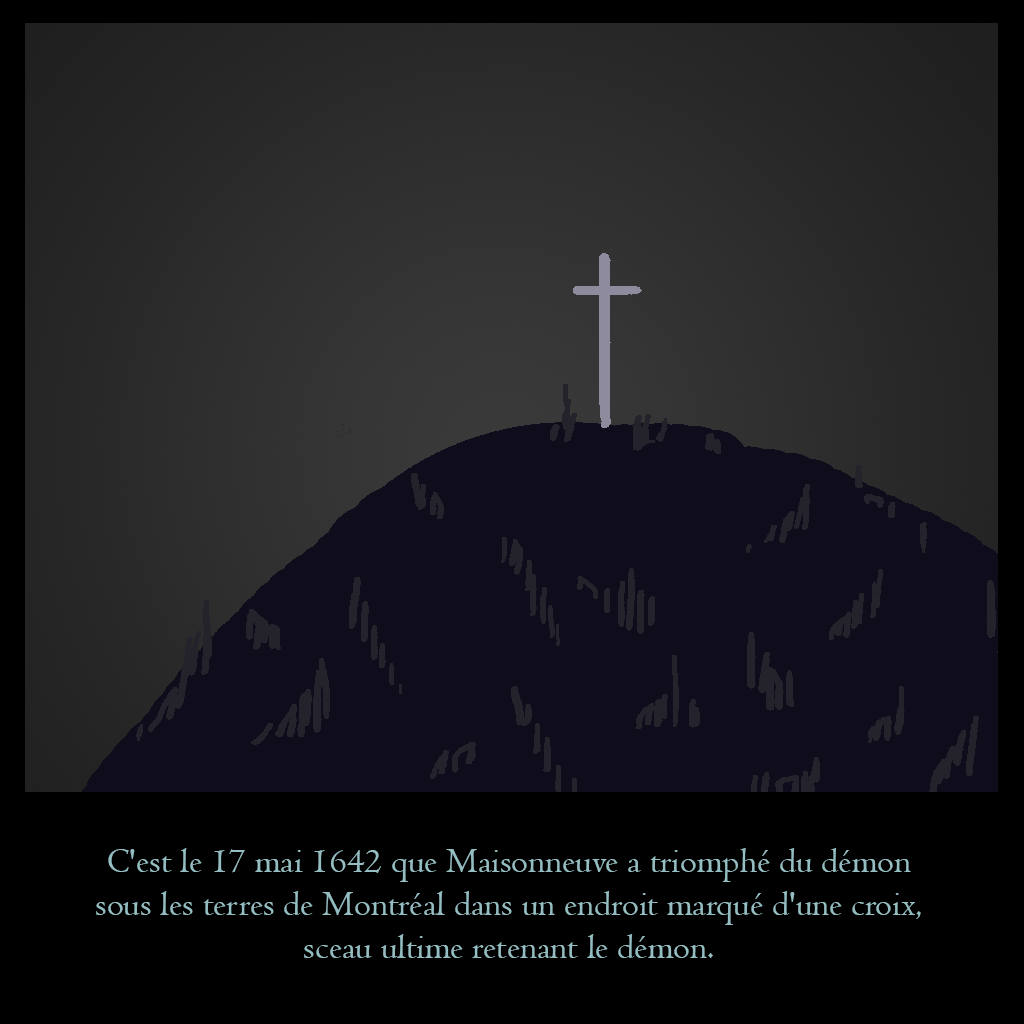 C'est le 17 mai 1642 que Maisonneuve a triomphé du démon
sous les terres de Montréal dans un endroit marqué d'une croix,
sceau ultime retenant le démon.